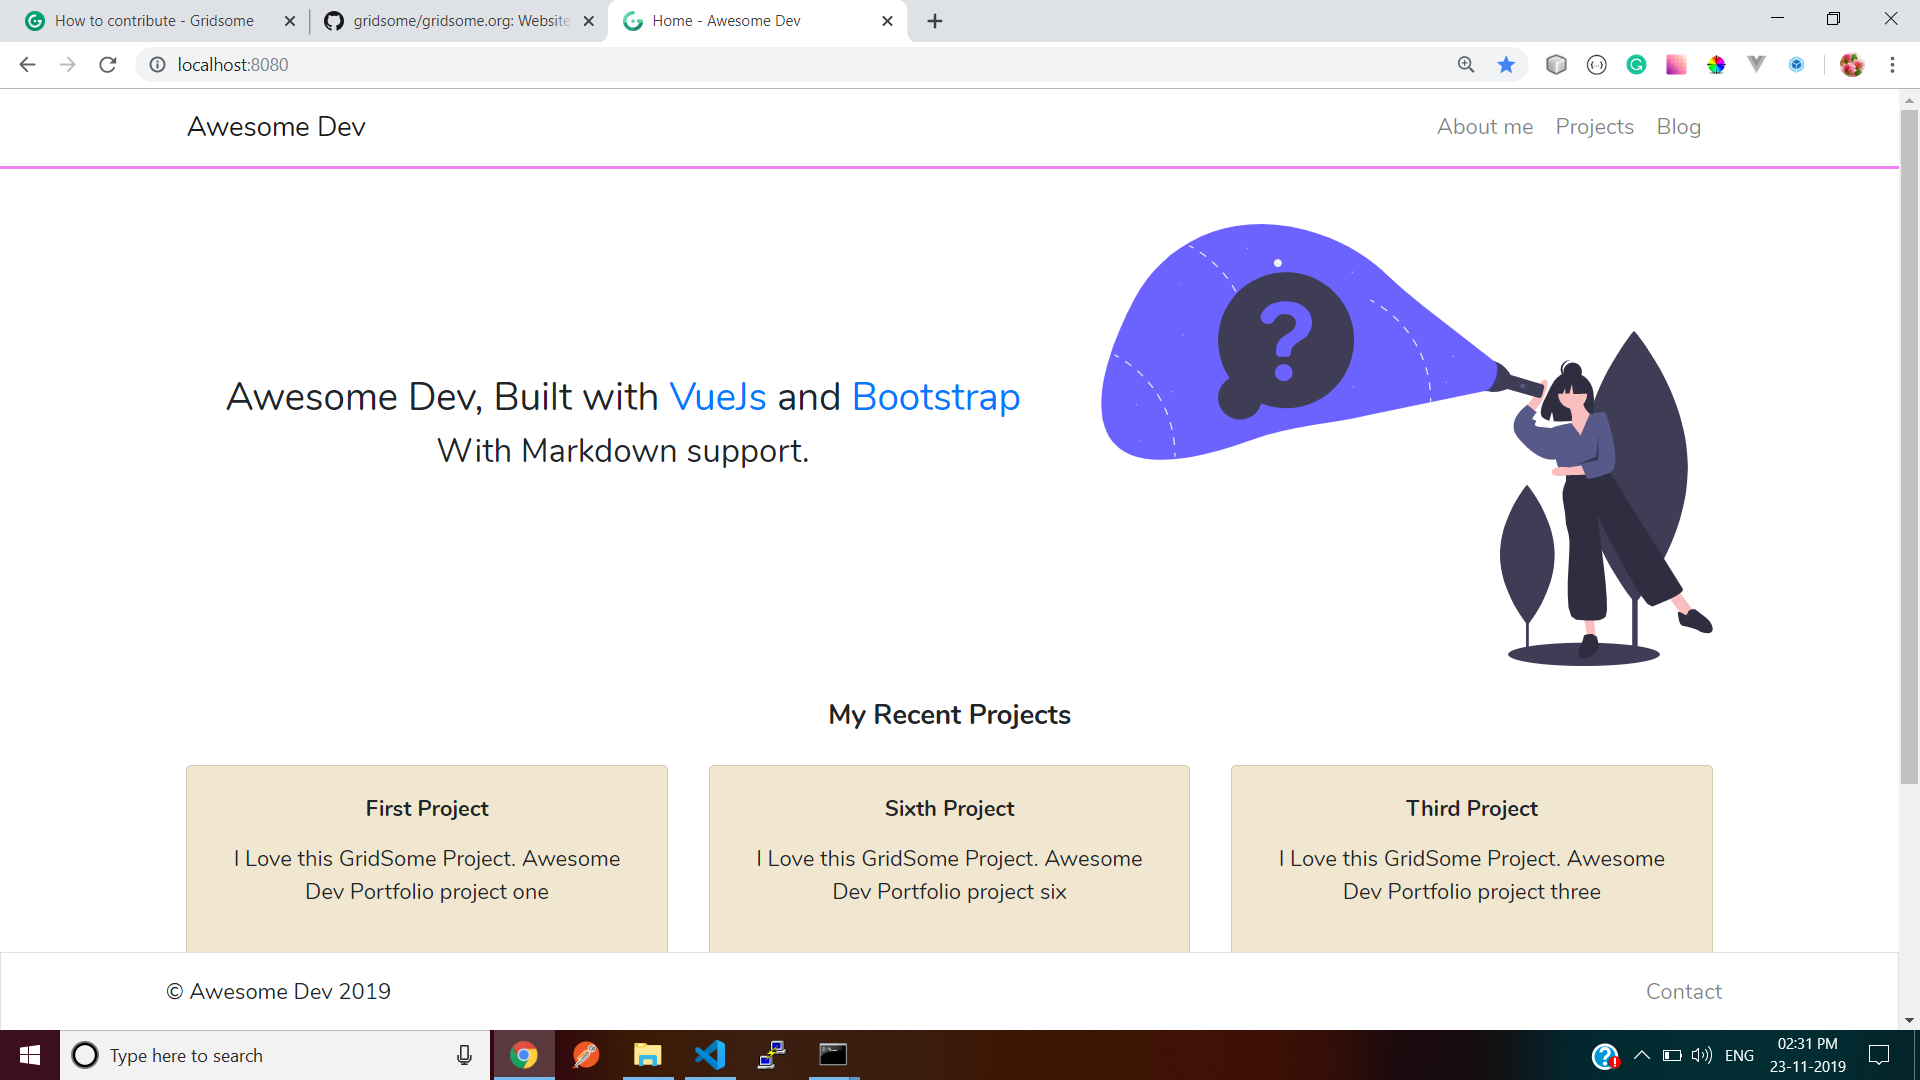 How to contribute - Gridsome
gridsome/gridsome.org: Website
Home - Awesome Dev
localhost:8080
Awesome Dev
About me
Projects
Blog
?
Awesome Dev, Built with VueJs and Bootstrap
With Markdown support.
My Recent Projects
First Project
I Love this GridSome Project. Awesome
Dev Portfolio project one
Sixth Project
I Love this GridSome Project. Awesome
Dev Portfolio project six
Third Project
I Love this GridSome Project. Awesome
Dev Portfolio project three
© Awesome Dev 2019
Contact
Type here to search
ENG
02:31 PM
23-11-2019